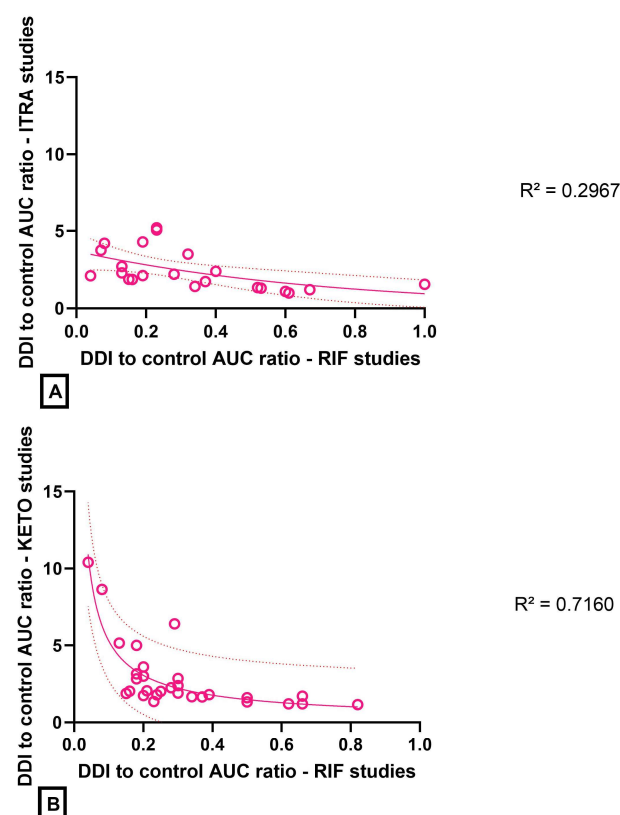 DDI to control AUC ratio - ITRA studies
15
10
5
0
0.0 0.2 0.4 0.6 0.8 1.0
DDI to control AUC ratio - RIF studies
R² = 0.2967
A
DDI to control AUC ratio - KETO studies
15
10
5
0
0.0 0.2 0.4 0.6 0.8 1.0
DDI to control AUC ratio - RIF studies
R² = 0.7160
B